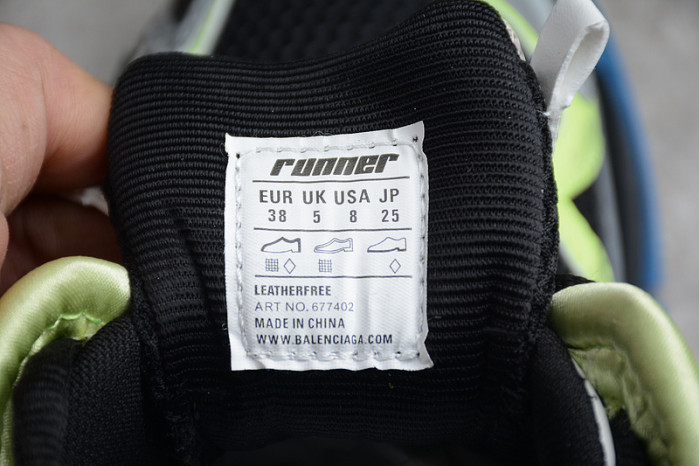 runner
EUR UK USA JP
38 5 8 25
LEATHERFREE
ART NO. 677402
MADE IN CHINA
WWW.BALENCIAGA.COM